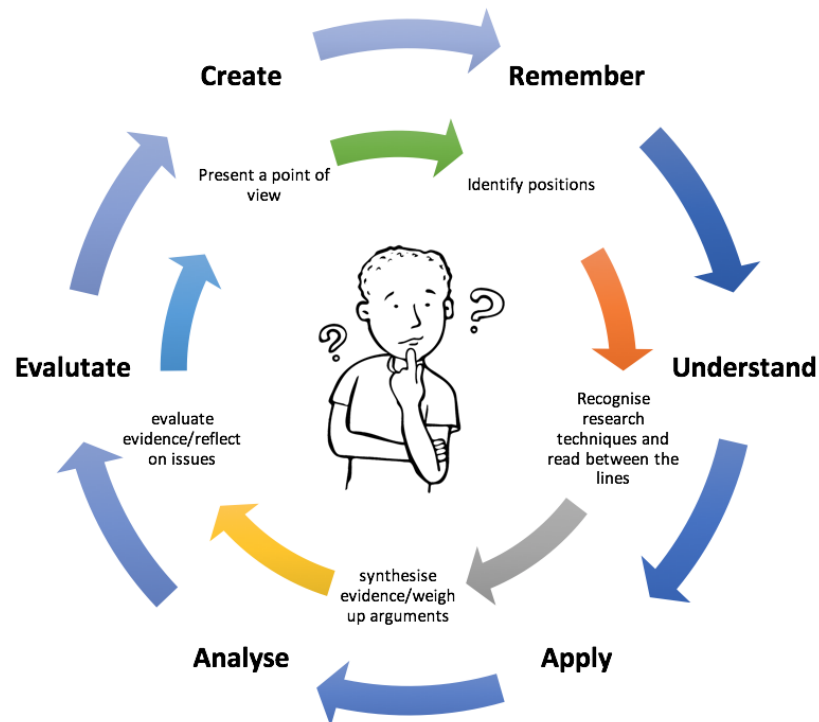 Create
Remember
Present a point of
view
Identify positions
?
?
Evalutate
Understand
evaluate
evidence/reflect
on issues
Recognise
research
techniques and
read between the
lines
synthesise
evidence/weigh
up arguments
Analyse
Apply